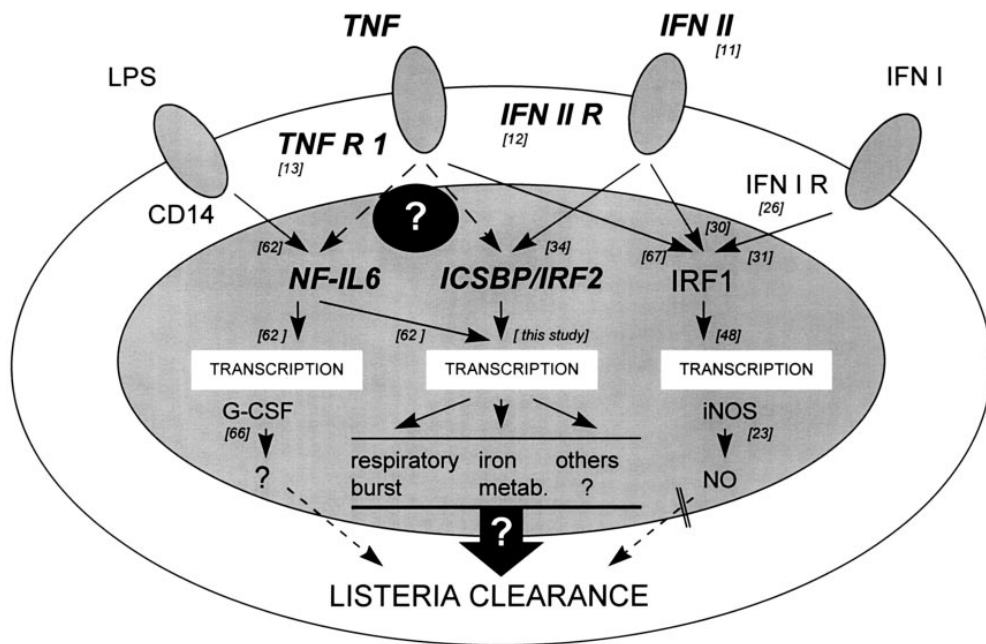 TNF
IFN II
[11]
LPS
IFN I
IFN II R
[12]
TNF R 1
[13]
IFN I R
[26]
CD14
?
[62]
[34]
[67]
[30]
[31]
NF-IL6
ICSBP/IRF2
IRF1
[62 ]
[62 ]
[ this study]
[48]
TRANSCRIPTION
TRANSCRIPTION
TRANSCRIPTION
G-CSF
[66]
iNOS
[23]
?
respiratory
burst
iron
metab.
others
?
NO
?
LISTERIA CLEARANCE